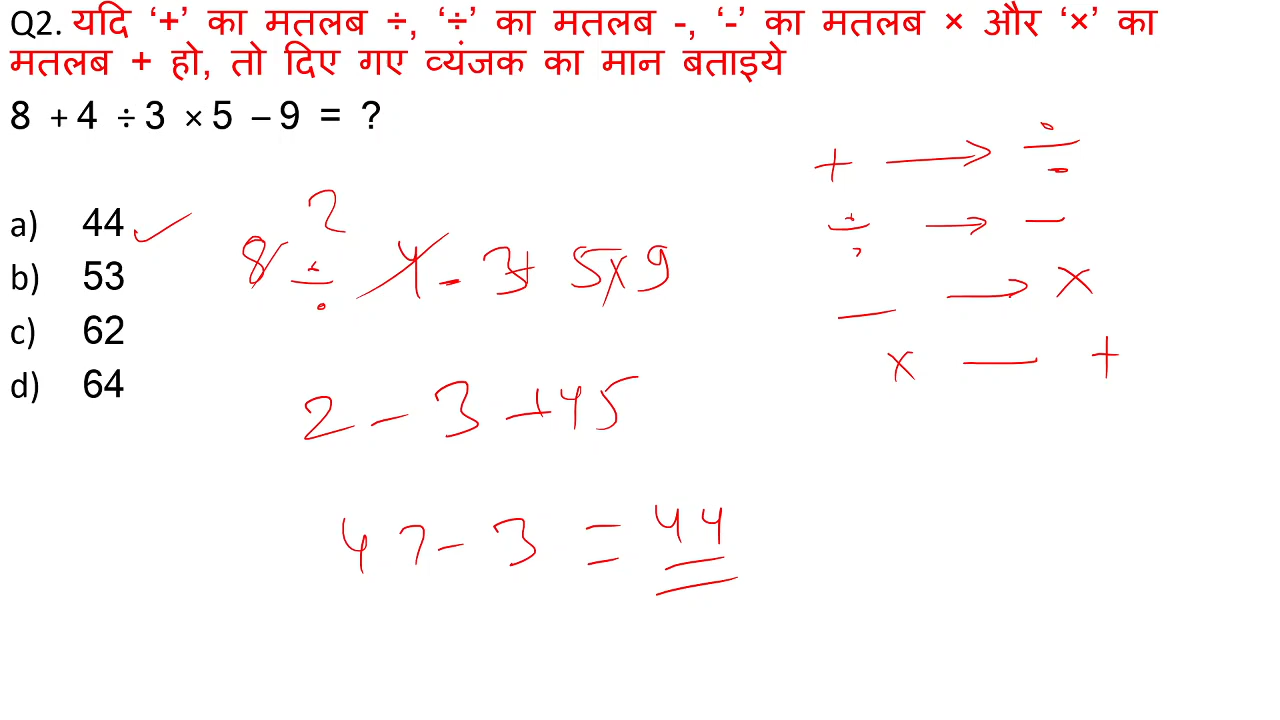 Q2. यदि ‘+’ का मतलब ÷, ‘÷’ का मतलब -, ‘-’ का मतलब × और ‘×’ का
मतलब + हो, तो दिए गए व्यंजक का मान बताइये
8 + 4 ÷ 3 × 5 – 9 = ?
+ → ÷
a) 44 ✓
÷ → –
b) 53
– → ×
c) 62
× — +
d) 64
2
8 ÷ 4 - 3 + 5 × 9
2 – 3 + 45
47 – 3 = 44